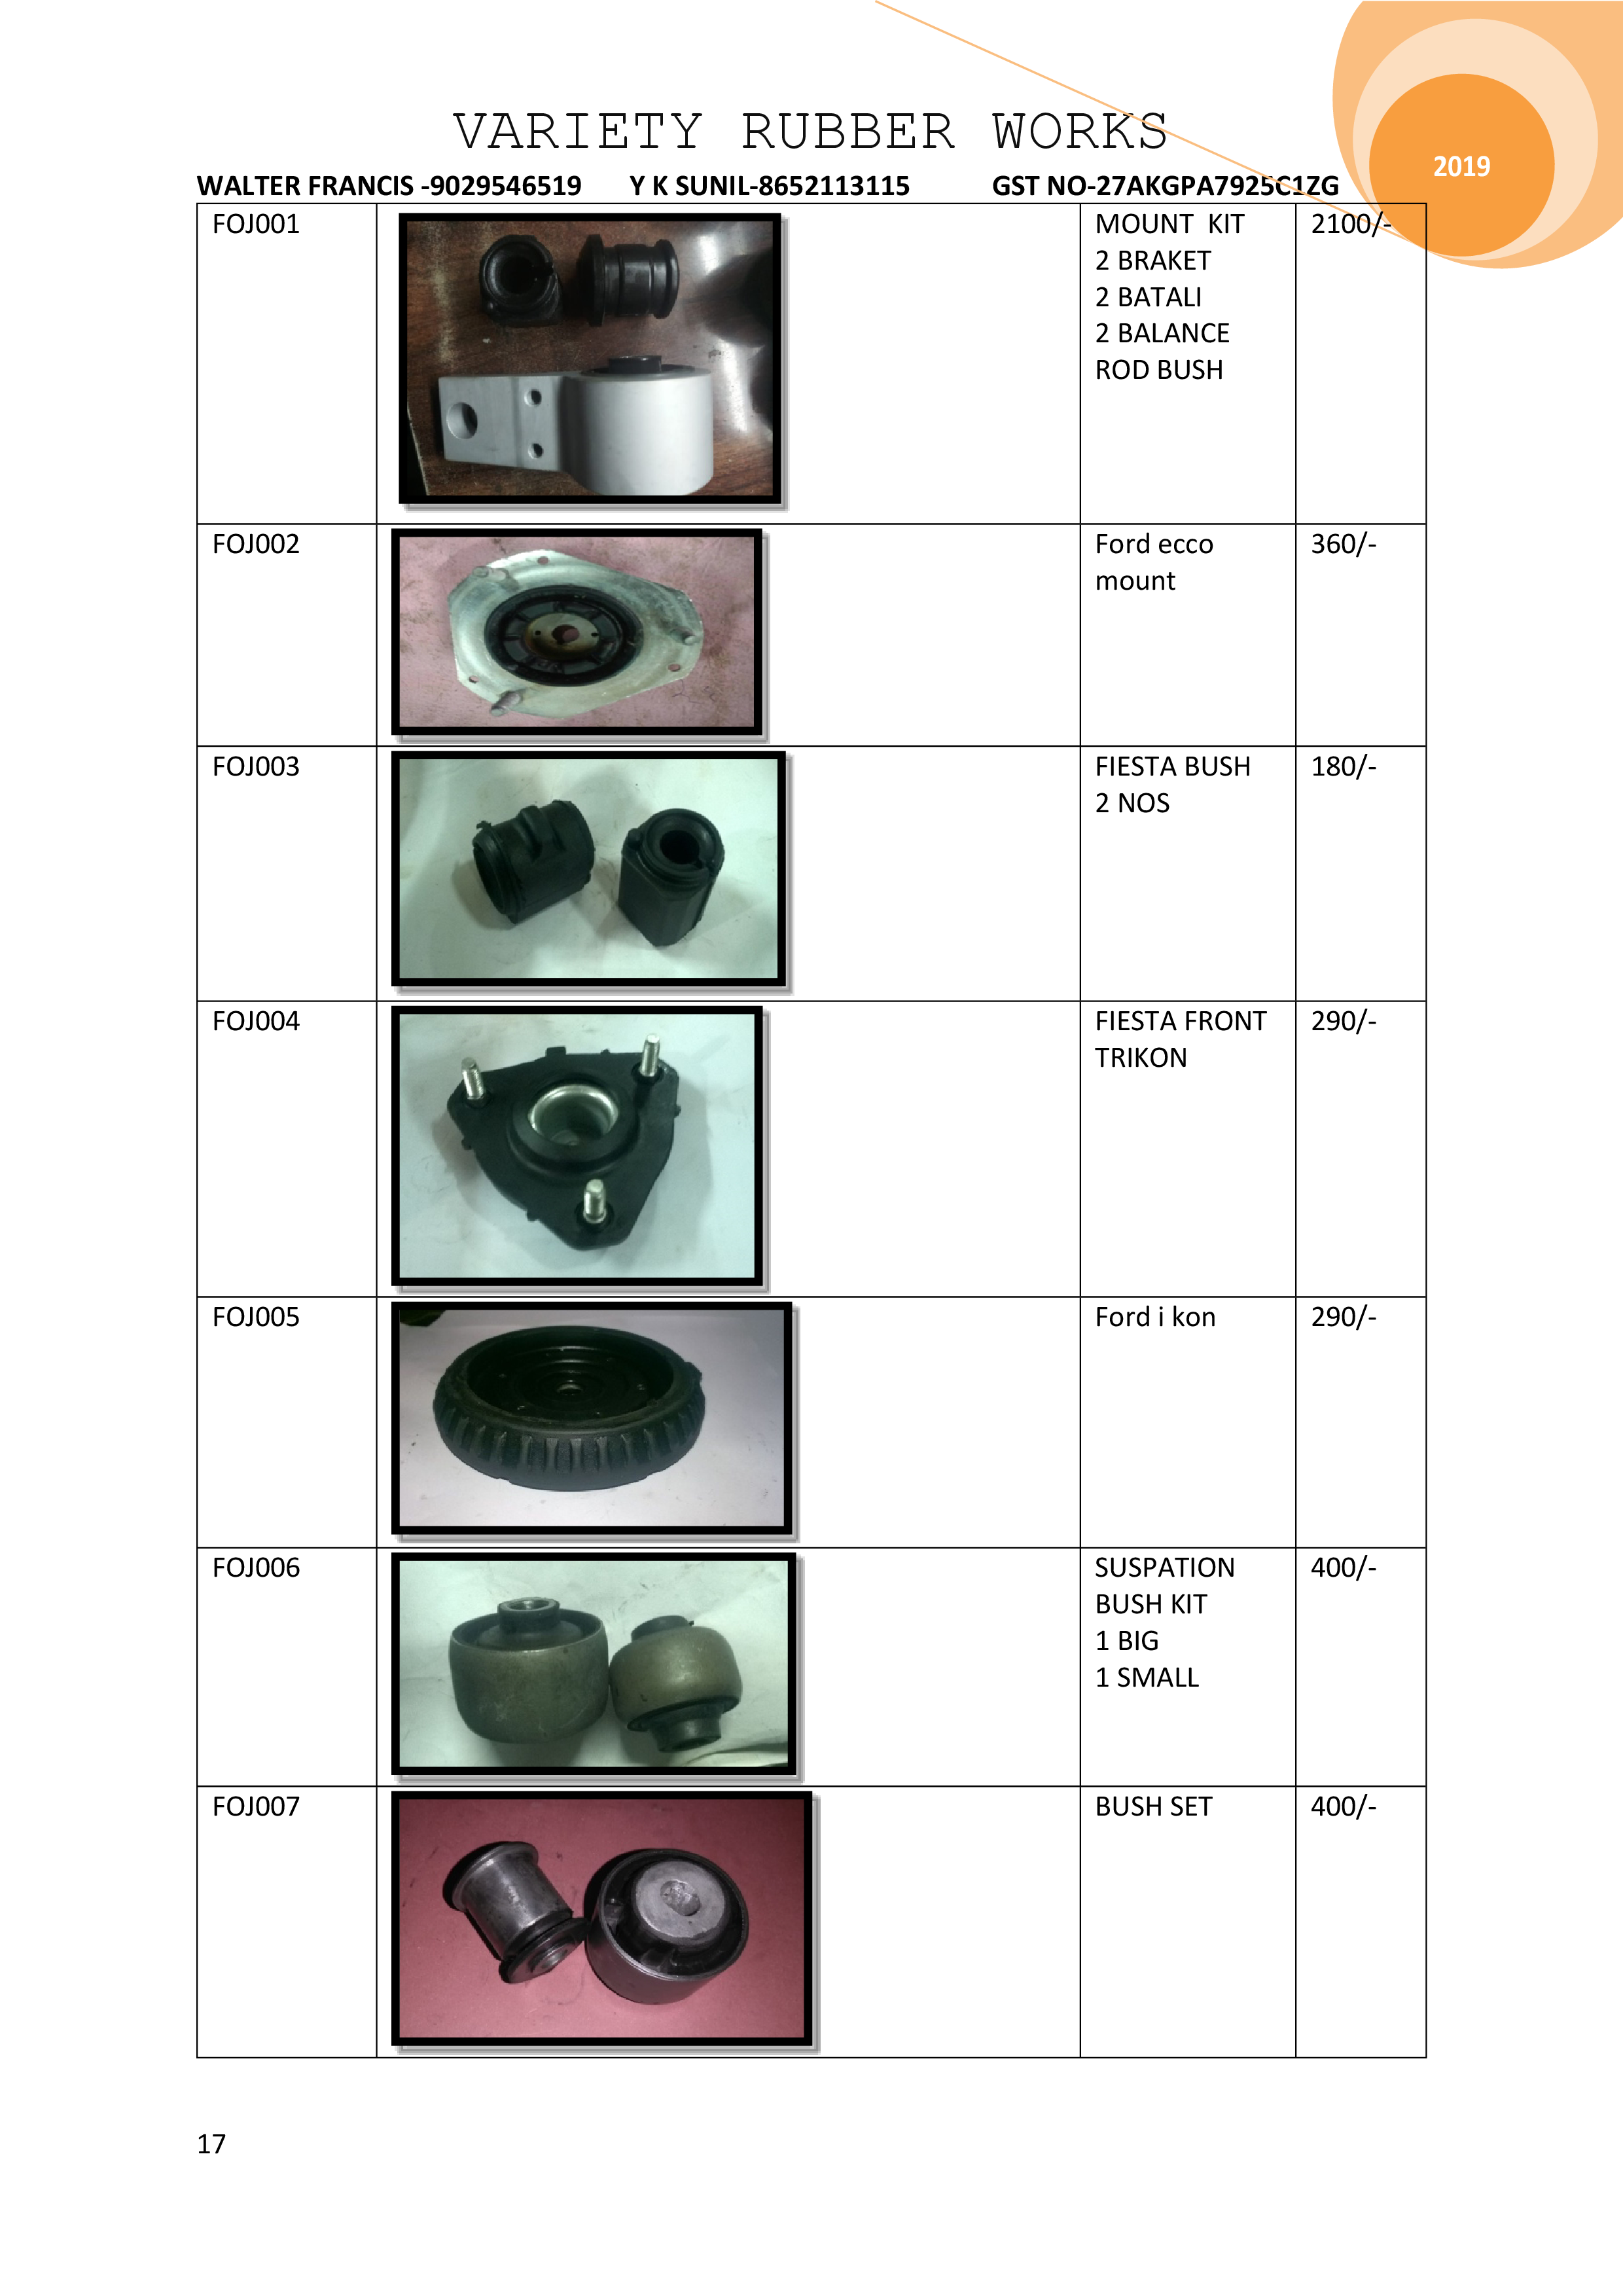 VARIETY RUBBER WORKS
2019
WALTER FRANCIS -9029546519 Y K SUNIL-8652113115 GST NO-27AKGPA7925C1ZG
FOJ001
MOUNT KIT
2 BRAKET
2 BATALI
2 BALANCE
ROD BUSH
2100/-
FOJ002
Ford ecco
mount
360/-
FOJ003
FIESTA BUSH
2 NOS
180/-
FOJ004
FIESTA FRONT
TRIKON
290/-
FOJ005
Ford i kon
290/-
FOJ006
SUSPATION
BUSH KIT
1 BIG
1 SMALL
400/-
FOJ007
BUSH SET
400/-
17